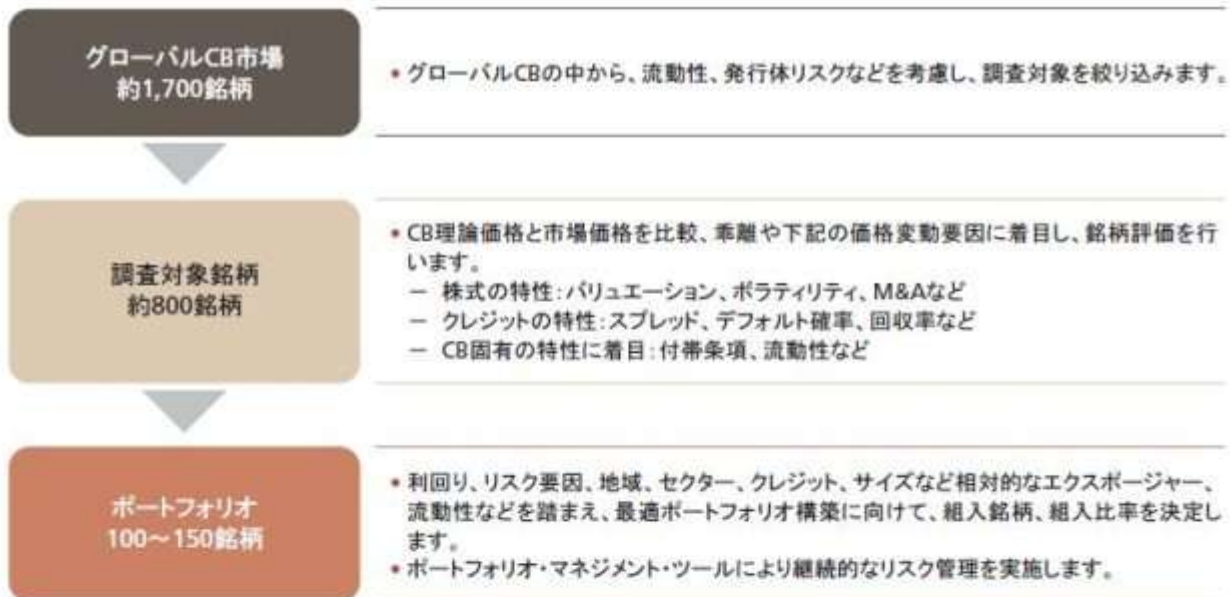 グローバルCB市場
約1,700銘柄
• グローバルCBの中から、流動性、発行体リスクなどを考慮し、調査対象を絞り込みます。
調査対象銘柄
約800銘柄
• CB理論価格と市場価格を比較、乖離や下記の価格変動要因に着目し、銘柄評価を行
います。
－ 株式の特性：バリュエーション、ボラティリティ、M&Aなど
－ クレジットの特性：スプレッド、デフォルト確率、回収率など
－ CB固有の特性に着目：付帯条項、流動性など
ポートフォリオ
100～150銘柄
• 利回り、リスク要因、地域、セクター、クレジット、サイズなど相対的なエクスポージャー、
流動性などを踏まえ、最適ポートフォリオ構築に向けて、組入銘柄、組入比率を決定し
ます。
• ポートフォリオ・マネジメント・ツールにより継続的なリスク管理を実施します。